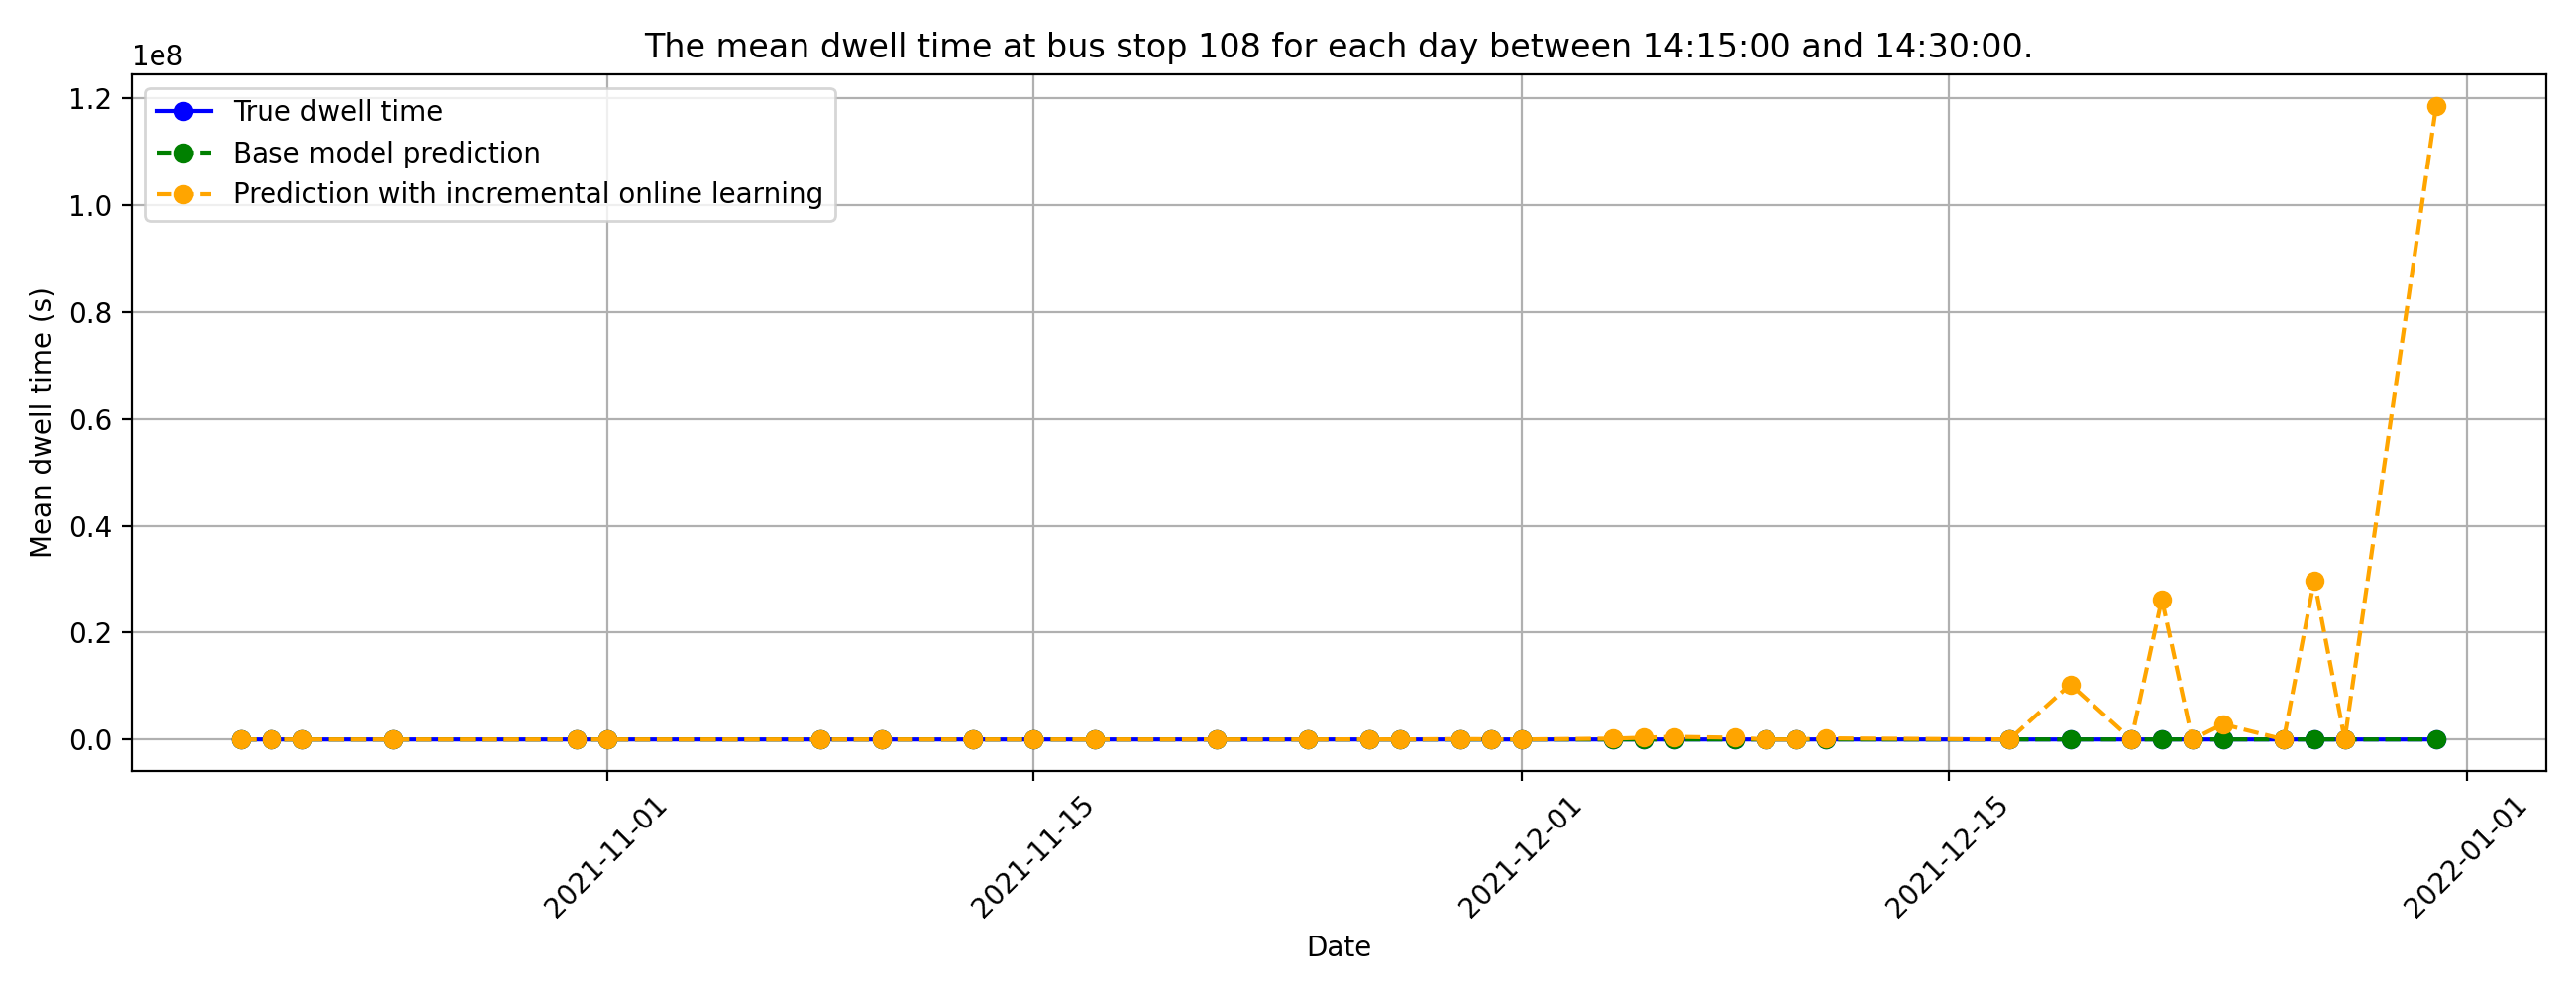 The mean dwell time at bus stop 108 for each day between 14:15:00 and 14:30:00.
1e8
1.2
1.0
0.8
0.6
0.4
0.2
0.0
Mean dwell time (s)
True dwell time
Base model prediction
Prediction with incremental online learning
2021-11-01
2021-11-15
2021-12-01
2021-12-15
2022-01-01
Date